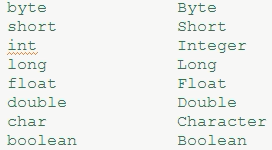 byte Byte
short Short
int Integer
long Long
float Float
double Double
char Character
boolean Boolean